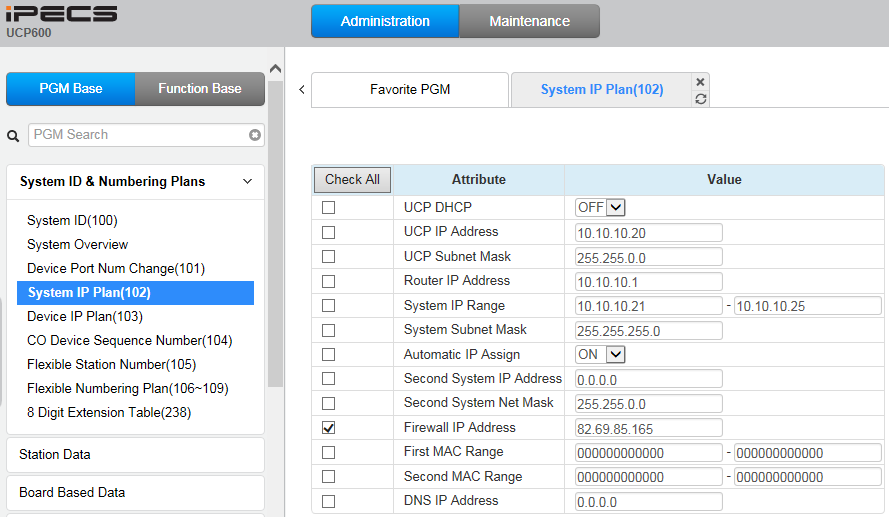 iPECS
UCP600
Administration
Maintenance
PGM Base
Function Base
PGM Search
System ID & Numbering Plans
System ID(100)
System Overview
Device Port Num Change(101)
System IP Plan(102)
Device IP Plan(103)
CO Device Sequence Number(104)
Flexible Station Number(105)
Flexible Numbering Plan(106~109)
8 Digit Extension Table(238)
Station Data
Board Based Data
Favorite PGM
System IP Plan(102)
Check All Attribute Value
UCP DHCP OFF
UCP IP Address 10.10.10.20
UCP Subnet Mask 255.255.0.0
Router IP Address 10.10.10.1
System IP Range 10.10.10.21 - 10.10.10.25
System Subnet Mask 255.255.255.0
Automatic IP Assign ON
Second System IP Address 0.0.0.0
Second System Net Mask 255.255.0.0
Firewall IP Address 82.69.85.165
First MAC Range 000000000000 - 000000000000
Second MAC Range 000000000000 - 000000000000
DNS IP Address 0.0.0.0